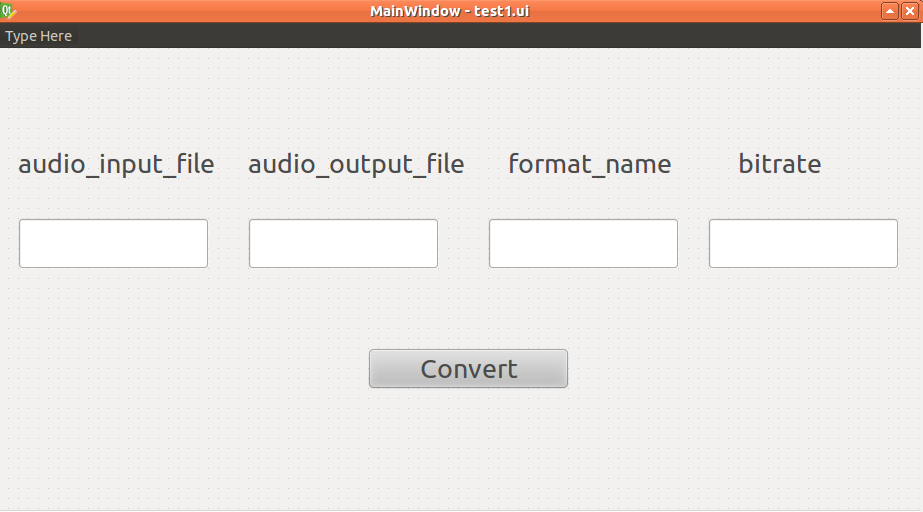 MainWindow - test1.ui
Type Here
audio_input_file audio_output_file format_name bitrate
Convert